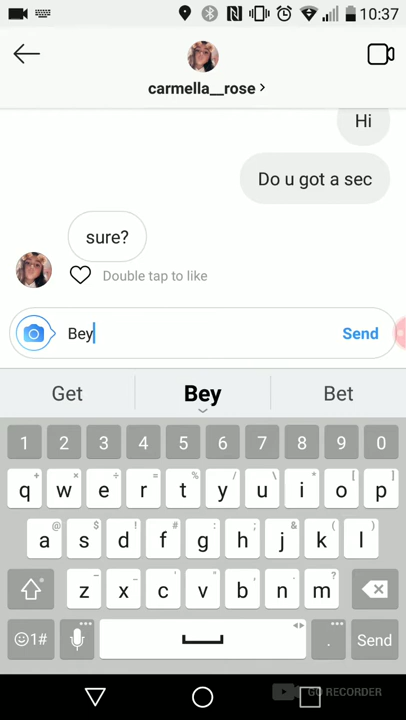 10:37
carmella__rose >
Hi
Do u got a sec
sure?
Double tap to like
Bey
Send
Get Bey Bet
1 2 3 4 5 6 7 8 9 0
q w e r t y u i o p
a s d f g h j k l
z x c v b n m
☺1# . Send
GO RECORDER